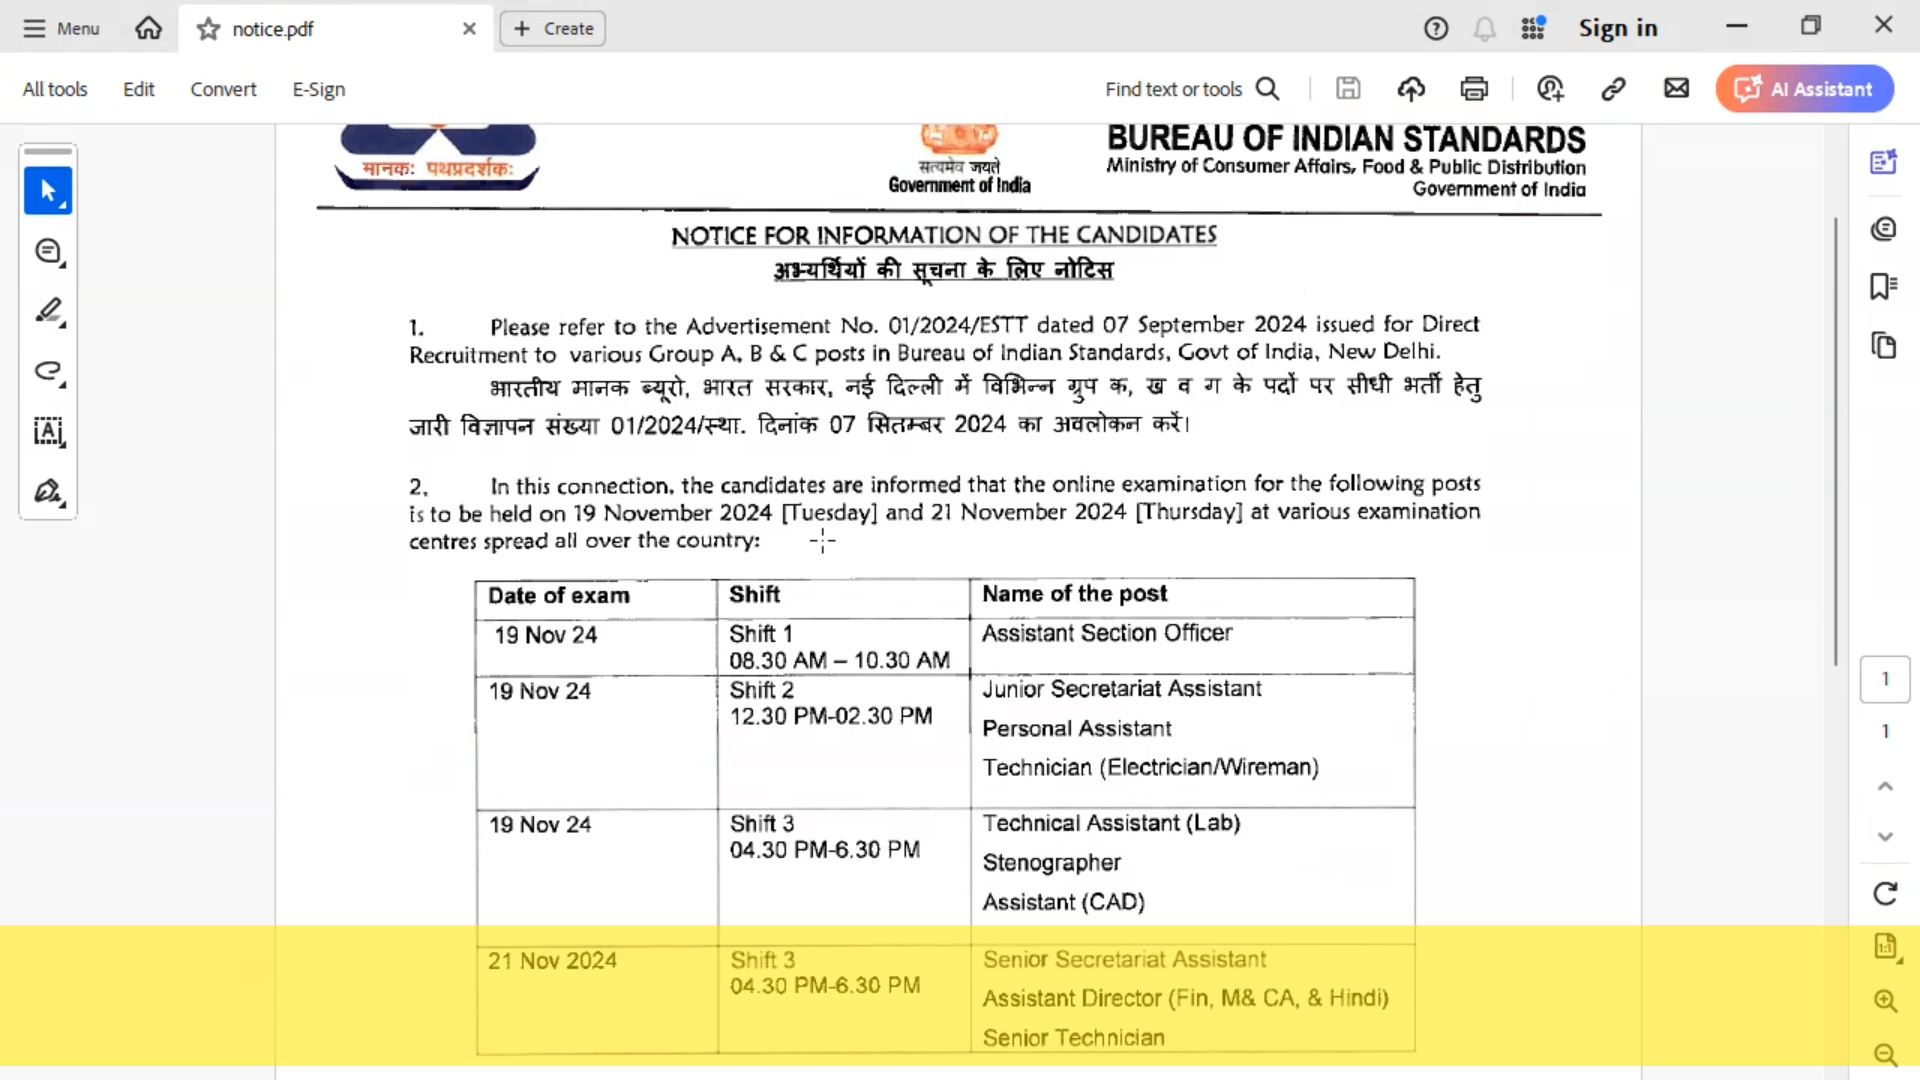 Menu
notice.pdf
Create
Sign in
All tools
Edit
Convert
E-Sign
Find text or tools
AI Assistant
मानक: पथप्रदर्शक:
सत्यमेव जयते
Government of India
BUREAU OF INDIAN STANDARDS
Ministry of Consumer Affairs, Food & Public Distribution
Government of India
NOTICE FOR INFORMATION OF THE CANDIDATES
अभ्यर्थियों की सूचना के लिए नोटिस
1. Please refer to the Advertisement No. 01/2024/ESTT dated 07 September 2024 issued for Direct
Recruitment to various Group A, B & C posts in Bureau of Indian Standards, Govt of India, New Delhi.
भारतीय मानक ब्यूरो, भारत सरकार, नई दिल्ली में विभिन्न ग्रुप क, ख व ग के पदों पर सीधी भर्ती हेतु
जारी विज्ञापन संख्या 01/2024/स्था. दिनांक 07 सितम्बर 2024 का अवलोकन करें।
2. In this connection, the candidates are informed that the online examination for the following posts
is to be held on 19 November 2024 [Tuesday] and 21 November 2024 [Thursday] at various examination
centres spread all over the country:
Date of exam Shift Name of the post
19 Nov 24 Shift 1 Assistant Section Officer
08.30 AM – 10.30 AM
19 Nov 24 Shift 2 Junior Secretariat Assistant
12.30 PM-02.30 PM
Personal Assistant
Technician (Electrician/Wireman)
19 Nov 24 Shift 3 Technical Assistant (Lab)
04.30 PM-6.30 PM
Stenographer
Assistant (CAD)
21 Nov 2024 Shift 3 Senior Secretariat Assistant
04.30 PM-6.30 PM
Assistant Director (Fin, M& CA, & Hindi)
Senior Technician
1
1